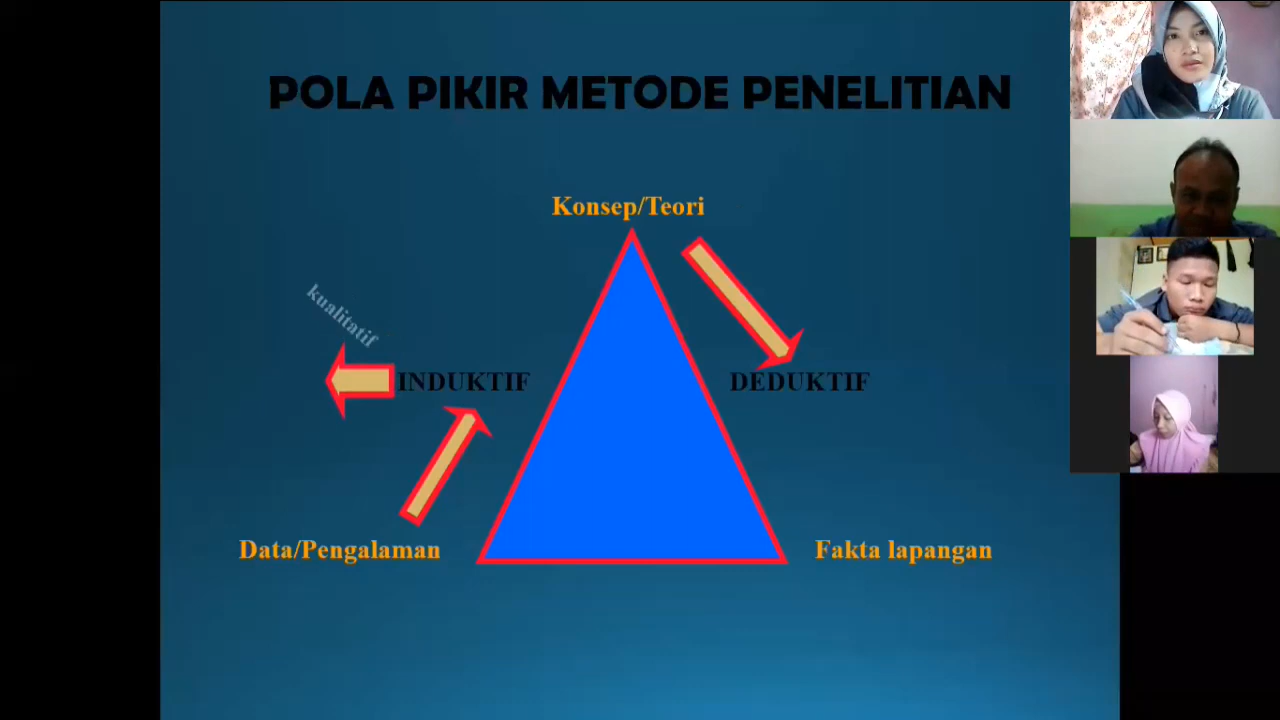 POLA PIKIR METODE PENELITIAN
Konsep/Teori
kualitatif
INDUKTIF
DEDUKTIF
Data/Pengalaman
Fakta lapangan